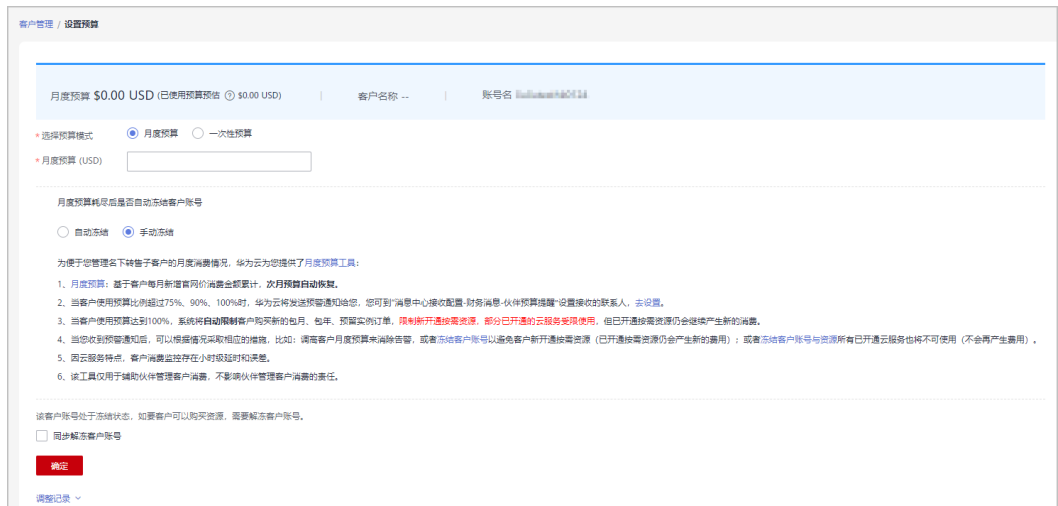 客户管理 / 设置预算
月度预算 $0.00 USD (已使用预算预估 ? $0.00 USD) 客户名称 -- 账号名
* 选择预算模式 月度预算 一次性预算
* 月度预算 (USD)
月度预算耗尽后是否自动冻结客户账号
自动冻结 手动冻结
为便于您管理名下转售子客户的月度消费情况，华为云为您提供了月度预算工具：
1、月度预算：基于客户每月新增官网价消费金额累计，次月预算自动恢复。
2、当客户使用预算比例超过75%、90%、100%时，华为云将发送预警通知给您，您可到"消息中心接收配置-财务消息-伙伴预算提醒"设置接收的联系人，去设置。
3、当客户使用预算达到100%，系统将自动限制客户购买新的包月、包年、预留实例订单，限制新开通按需资源，部分已开通的云服务受限使用，但已开通按需资源仍会继续产生新的消费。
4、当您收到预警通知后，可以根据情况采取相应的措施，比如：调高客户月度预算来消除告警，或者冻结客户账号以避免客户新开通按需资源（已开通按需资源仍会产生新的费用）；或者冻结客户账号与资源所有已开通云服务也将不可使用（不会再产生费用）。
5、因云服务特点，客户消费监控存在小时级延时和误差。
6、该工具仅用于辅助伙伴管理客户消费，不影响伙伴管理客户消费的责任。
该客户账号处于冻结状态，如要客户可以购买资源，需要解冻客户账号。
同步解冻客户账号
确定
调整记录